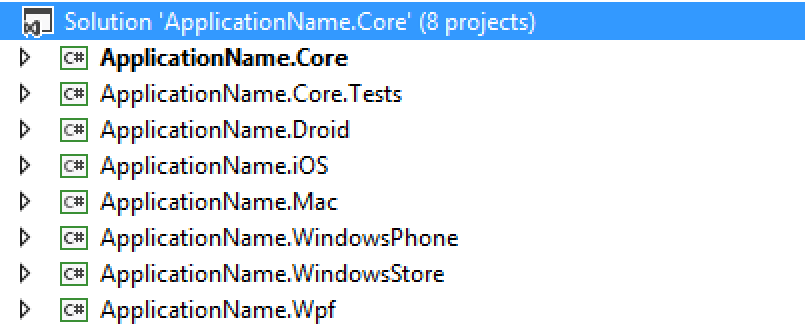 Solution 'ApplicationName.Core' (8 projects)
C# ApplicationName.Core
C# ApplicationName.Core.Tests
C# ApplicationName.Droid
C# ApplicationName.iOS
C# ApplicationName.Mac
C# ApplicationName.WindowsPhone
C# ApplicationName.WindowsStore
C# ApplicationName.Wpf